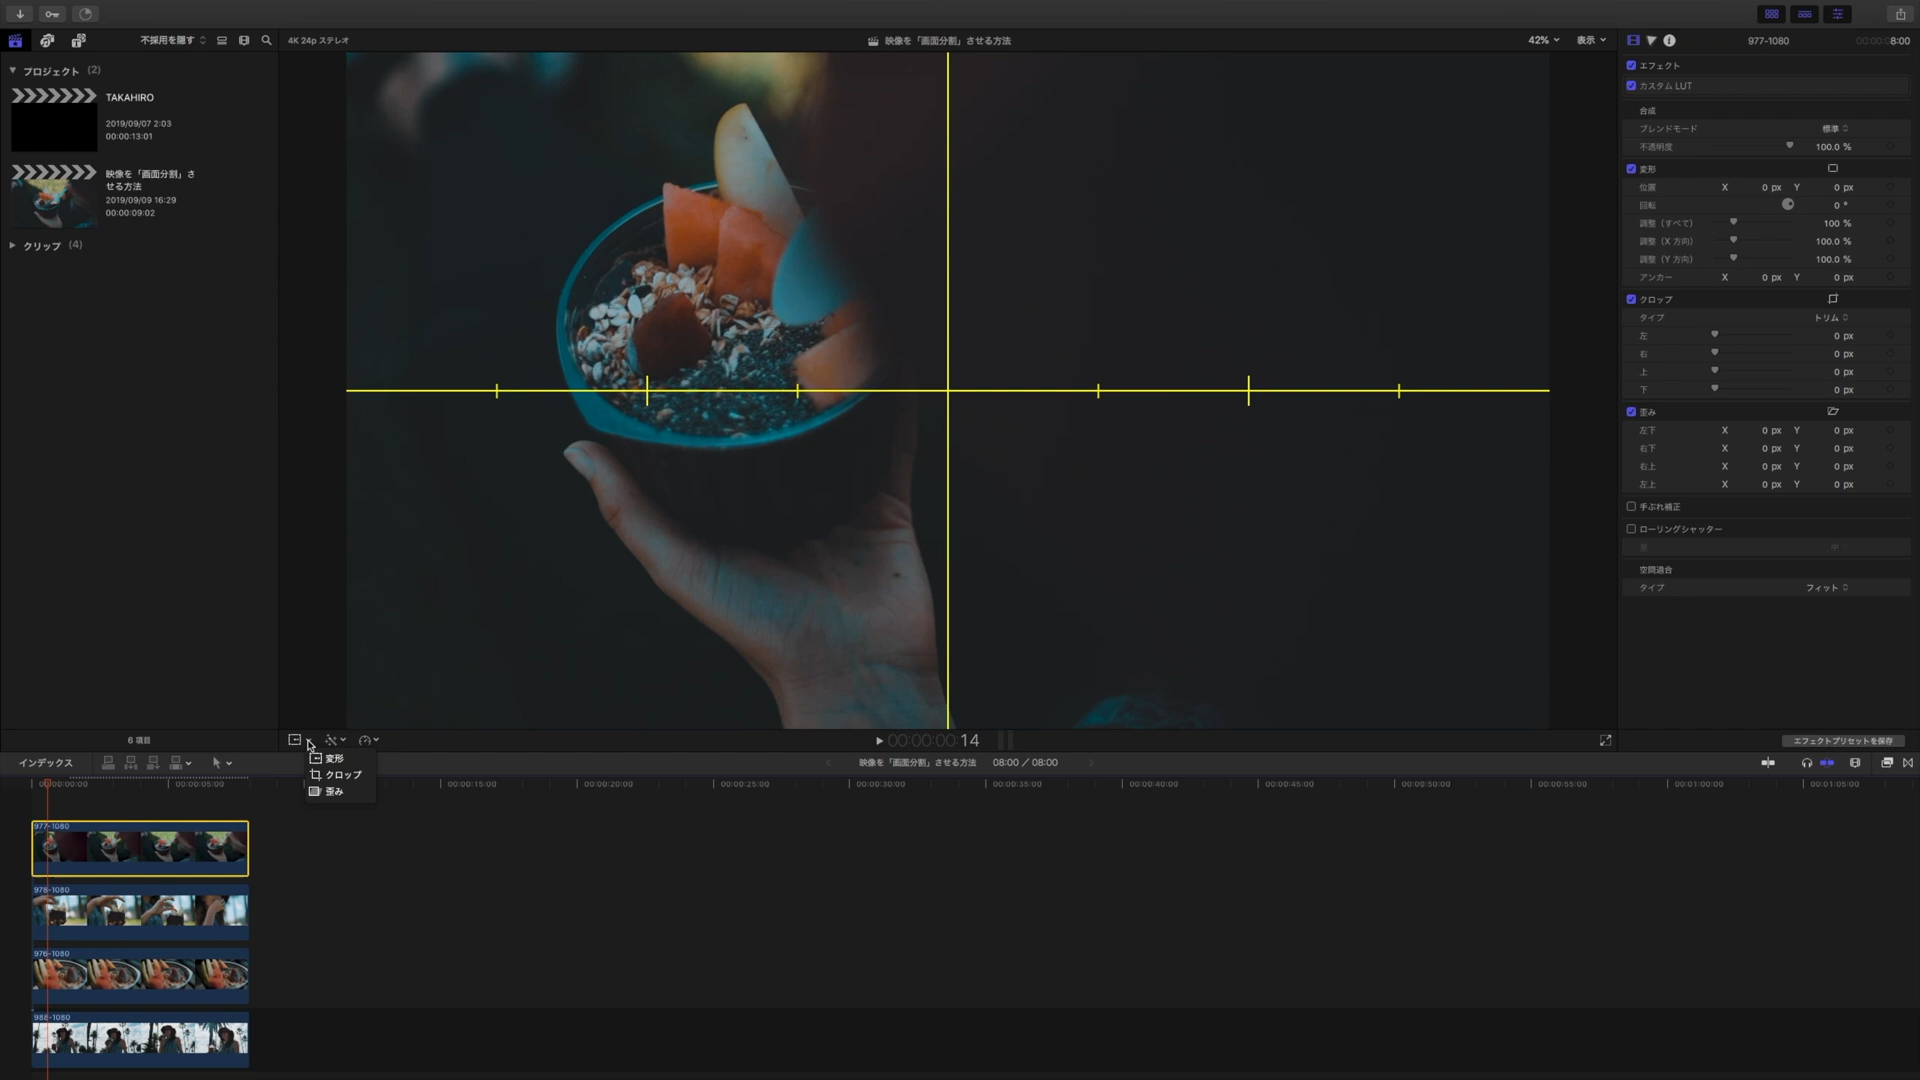 不採用を隠す
4K 24p ステレオ
映像を「画面分割」させる方法
42%
表示
977-1080
00:00:08:00
プロジェクト (2)
TAKAHIRO
2019/09/07 2:03
00:00:13:01
映像を「画面分割」さ
せる方法
2019/09/09 16:29
00:00:09:02
クリップ (4)
エフェクト
カスタム LUT
合成
ブレンドモード 標準
不透明度 100.0 %
変形
位置 X 0 px Y 0 px
回転 0 °
調整 (すべて) 100 %
調整 (X 方向) 100.0 %
調整 (Y 方向) 100.0 %
アンカー X 0 px Y 0 px
クロップ
タイプ トリム
左 0 px
右 0 px
上 0 px
下 0 px
歪み
左下 X 0 px Y 0 px
右下 X 0 px Y 0 px
右上 X 0 px Y 0 px
左上 X 0 px Y 0 px
手ぶれ補正
ローリングシャッター
量 中
空間適合
タイプ フィット
6 項目
00:00:00:14
エフェクトプリセットを保存
変形
クロップ
歪み
インデックス
映像を「画面分割」させる方法 08:00 / 08:00
00:00:00:00 00:00:05:00 00:00:15:00 00:00:20:00 00:00:25:00 00:00:30:00 00:00:35:00 00:00:40:00 00:00:45:00 00:00:50:00 00:00:55:00 00:01:00:00 00:01:05:00
977-1080
978-1080
976-1080
988-1080